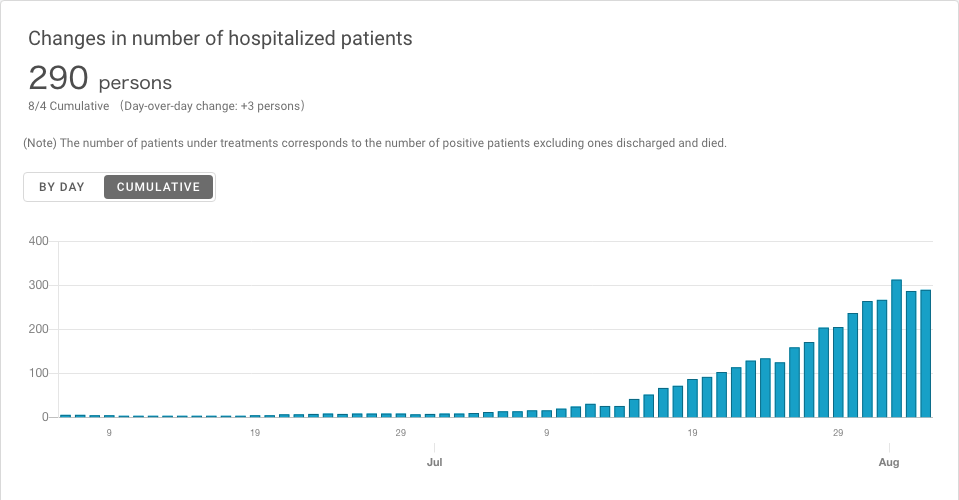 Changes in number of hospitalized patients
290 persons
8/4 Cumulative (Day-over-day change: +3 persons)
(Note) The number of patients under treatments corresponds to the number of positive patients excluding ones discharged and died.
BY DAY CUMULATIVE
400
300
200
100
0
9 19 29 9 19 29
Jul Aug